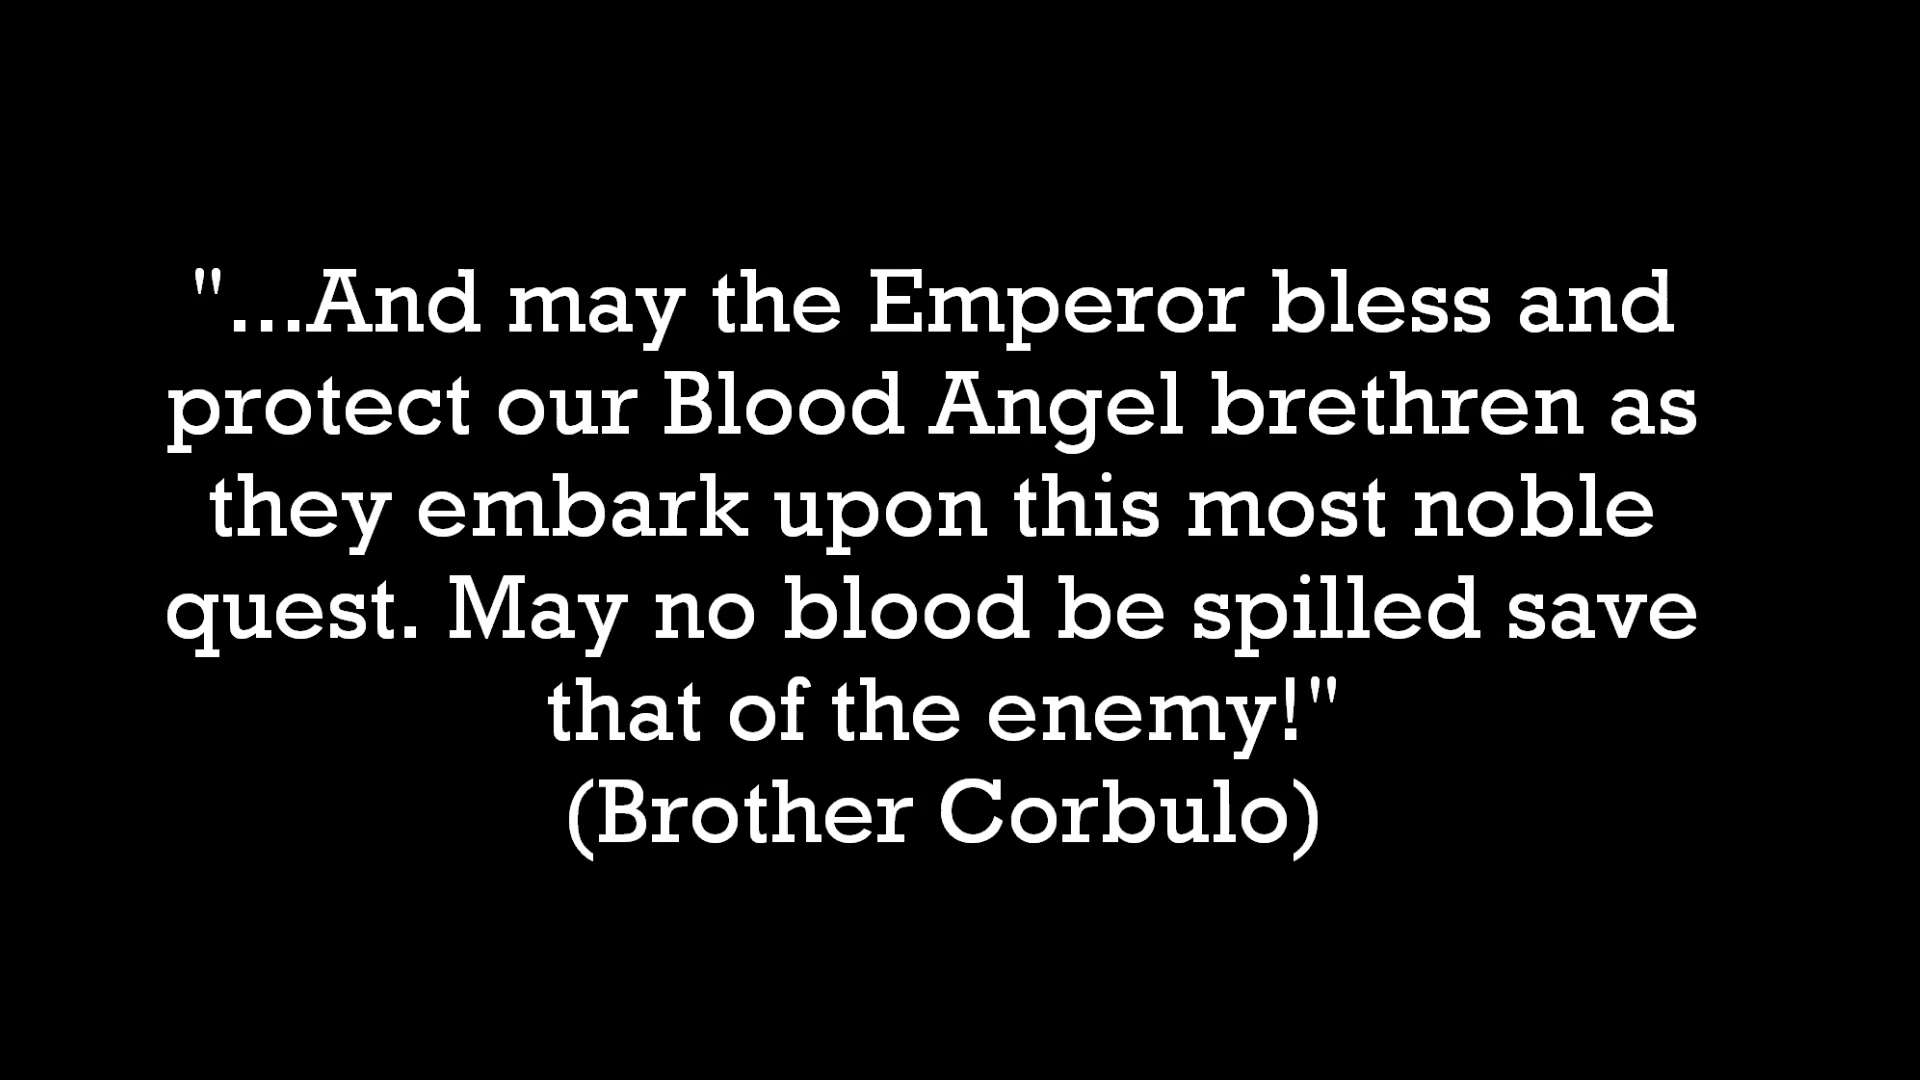 "...And may the Emperor bless and
protect our Blood Angel brethren as
they embark upon this most noble
quest. May no blood be spilled save
that of the enemy!"
(Brother Corbulo)